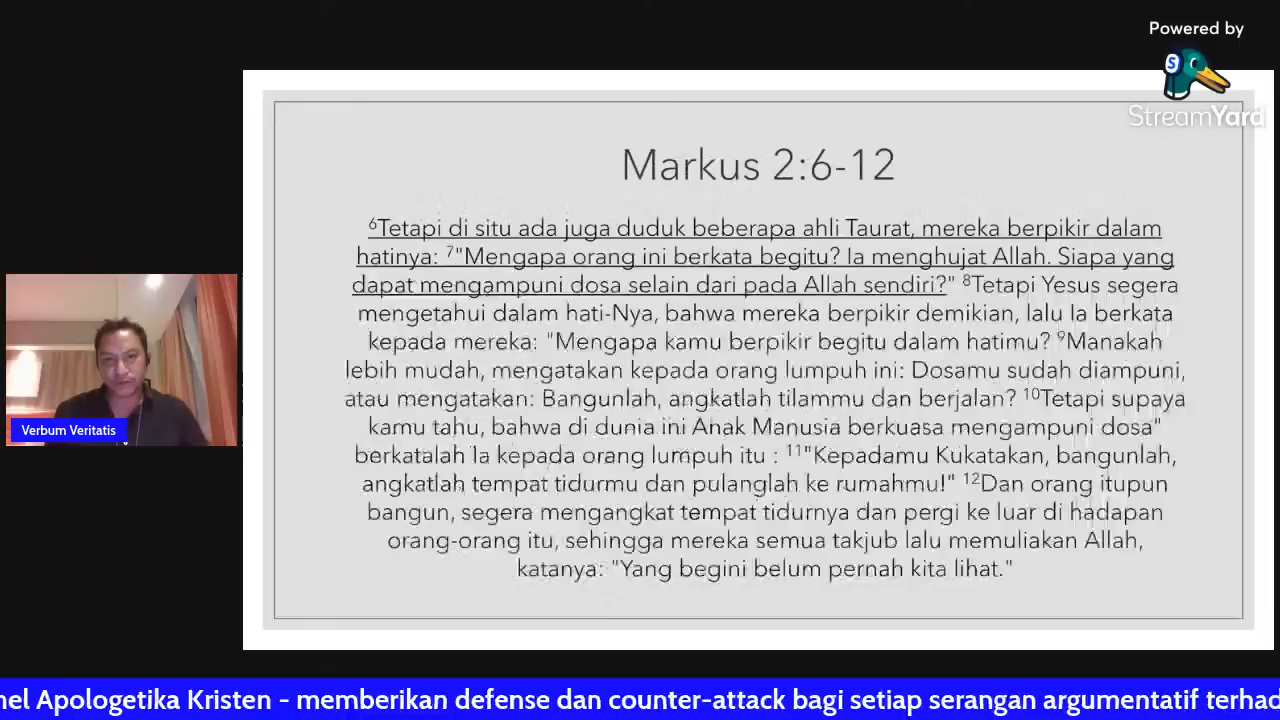 Powered by
StreamYard
Markus 2:6-12
⁶Tetapi di situ ada juga duduk beberapa ahli Taurat, mereka berpikir dalam
hatinya: ⁷"Mengapa orang ini berkata begitu? Ia menghujat Allah. Siapa yang
dapat mengampuni dosa selain dari pada Allah sendiri?" ⁸Tetapi Yesus segera
mengetahui dalam hati-Nya, bahwa mereka berpikir demikian, lalu Ia berkata
kepada mereka: "Mengapa kamu berpikir begitu dalam hatimu? ⁹Manakah
lebih mudah, mengatakan kepada orang lumpuh ini: Dosamu sudah diampuni,
atau mengatakan: Bangunlah, angkatlah tilammu dan berjalan? ¹⁰Tetapi supaya
kamu tahu, bahwa di dunia ini Anak Manusia berkuasa mengampuni dosa"
berkatalah Ia kepada orang lumpuh itu : ¹¹"Kepadamu Kukatakan, bangunlah,
angkatlah tempat tidurmu dan pulanglah ke rumahmu!" ¹²Dan orang itupun
bangun, segera mengangkat tempat tidurnya dan pergi ke luar di hadapan
orang-orang itu, sehingga mereka semua takjub lalu memuliakan Allah,
katanya: "Yang begini belum pernah kita lihat."
Verbum Veritatis
nel Apologetika Kristen - memberikan defense dan counter-attack bagi setiap serangan argumentatif terhad